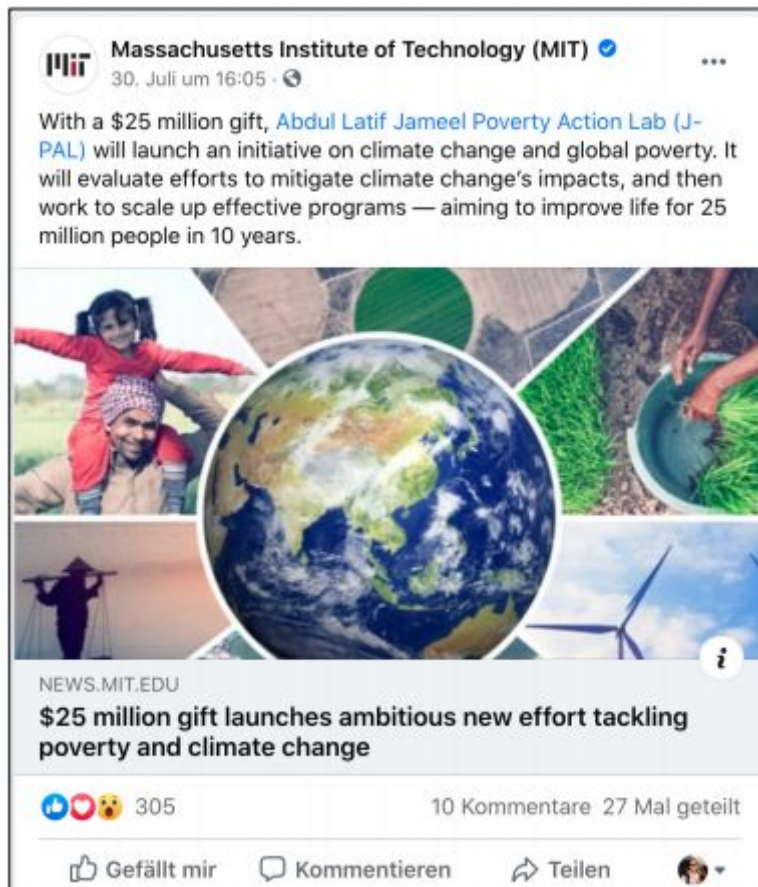 Massachusetts Institute of Technology (MIT)
30. Juli um 16:05 ·
With a $25 million gift, Abdul Latif Jameel Poverty Action Lab (J-
PAL) will launch an initiative on climate change and global poverty. It
will evaluate efforts to mitigate climate change's impacts, and then
work to scale up effective programs — aiming to improve life for 25
million people in 10 years.
NEWS.MIT.EDU
$25 million gift launches ambitious new effort tackling
poverty and climate change
305 10 Kommentare 27 Mal geteilt
Gefällt mir Kommentieren Teilen